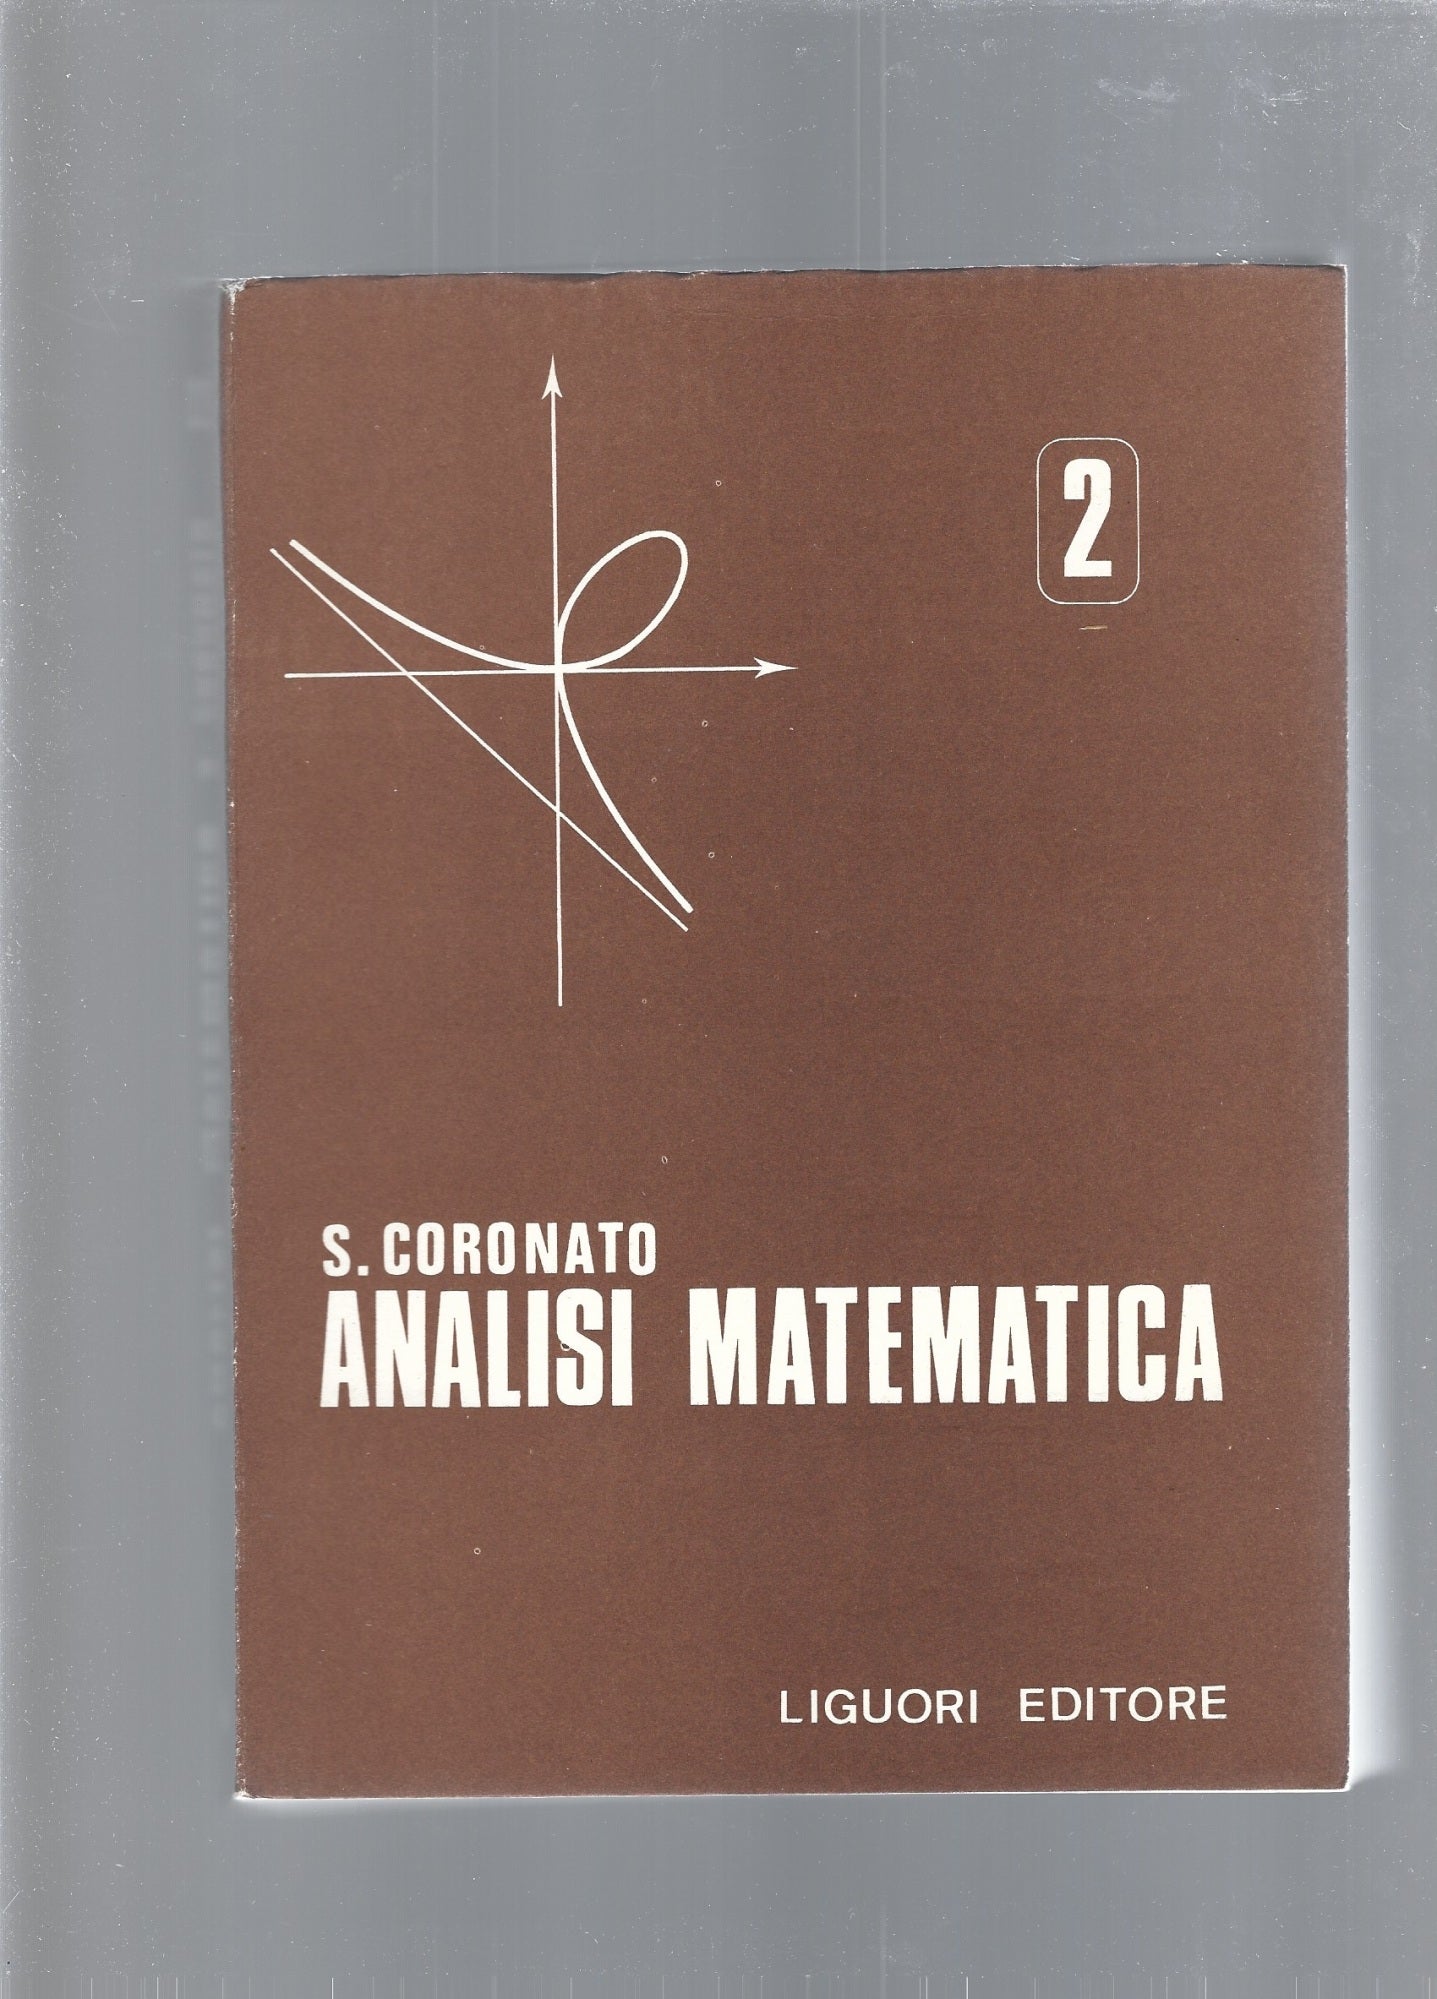 2
S. CORONATO
ANALISI MATEMATICA
LIGUORI EDITORE